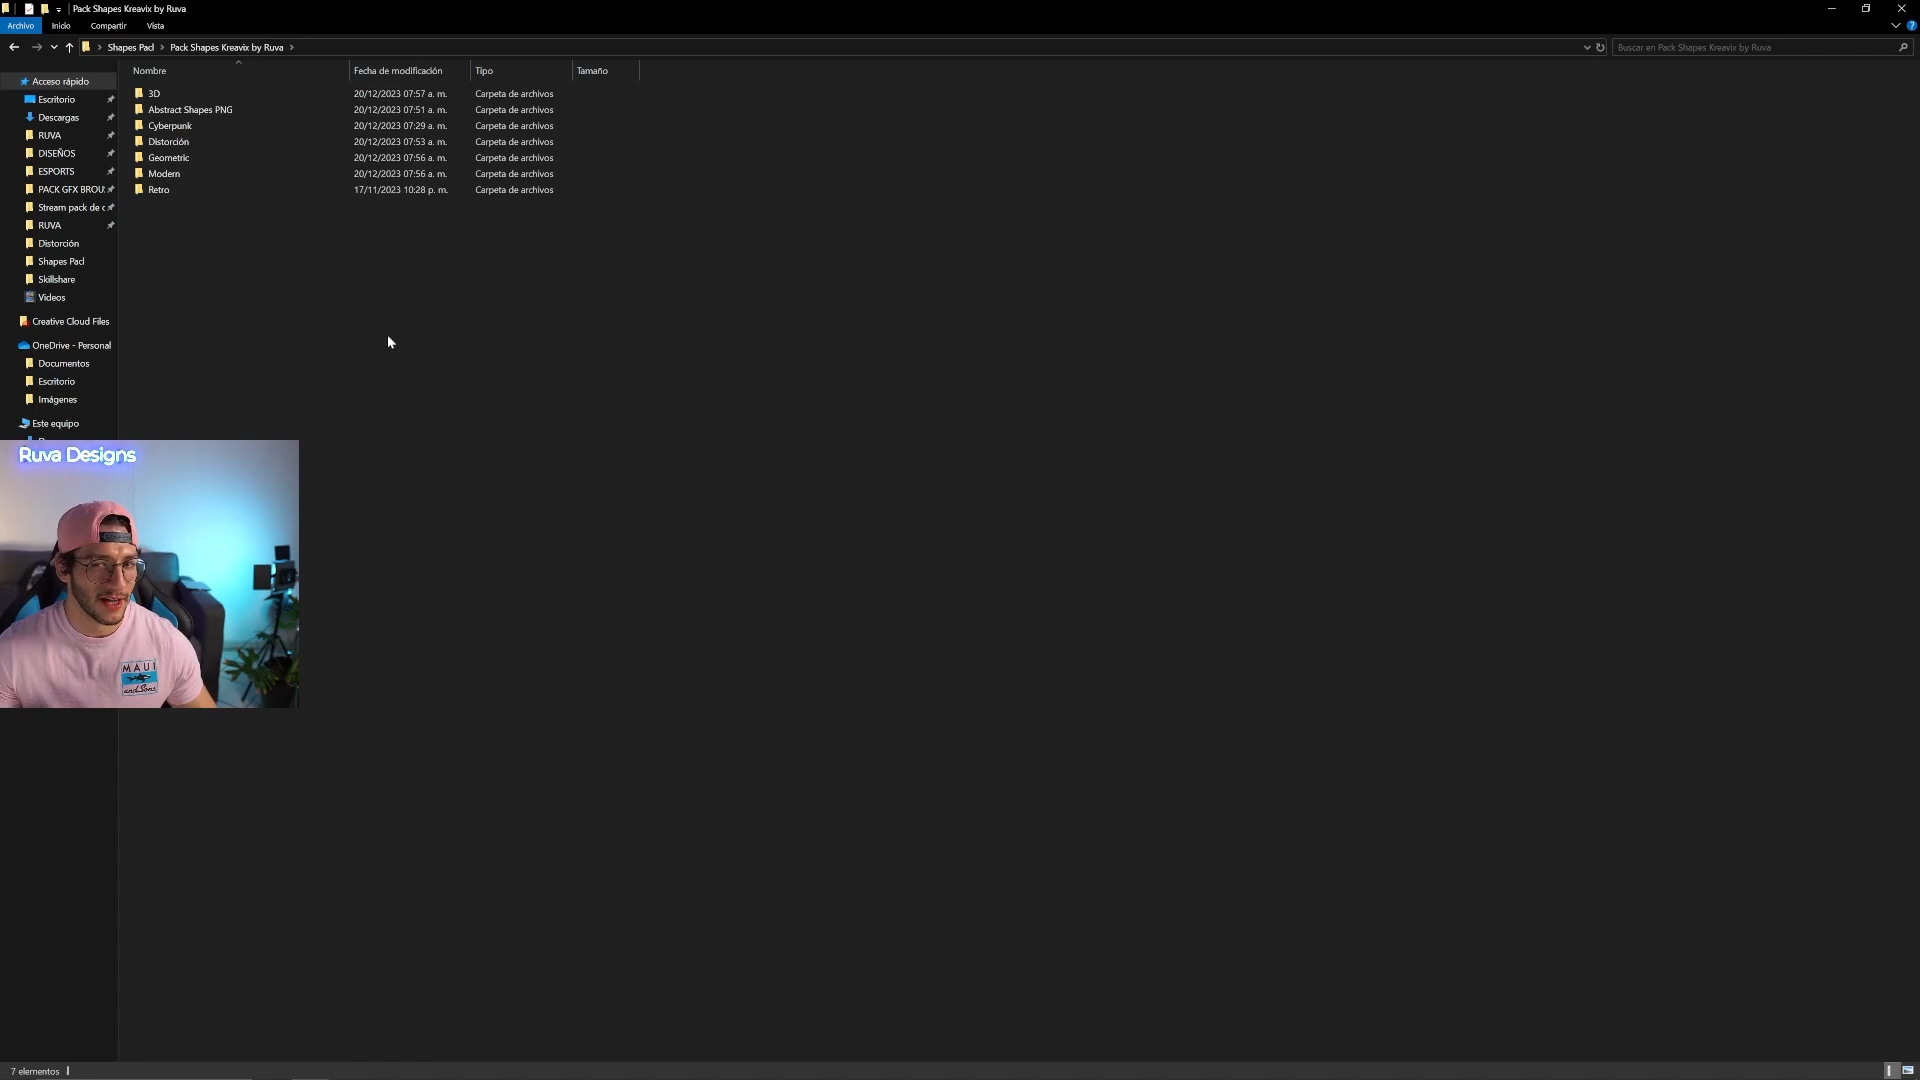 Pack Shapes Kreavix by Ruva
Archivo Inicio Compartir Vista
Shapes Pacl > Pack Shapes Kreavix by Ruva >
Buscar en Pack Shapes Kreavix by Ruva
Nombre Fecha de modificación Tipo Tamaño
3D 20/12/2023 07:57 a. m. Carpeta de archivos
Abstract Shapes PNG 20/12/2023 07:51 a. m. Carpeta de archivos
Cyberpunk 20/12/2023 07:29 a. m. Carpeta de archivos
Distorción 20/12/2023 07:53 a. m. Carpeta de archivos
Geometric 20/12/2023 07:56 a. m. Carpeta de archivos
Modern 20/12/2023 07:56 a. m. Carpeta de archivos
Retro 17/11/2023 10:28 p. m. Carpeta de archivos
Acceso rápido
Escritorio
Descargas
RUVA
DISEÑOS
ESPORTS
PACK GFX BROU
Stream pack de
RUVA
Distorción
Shapes Pacl
Skillshare
Videos
Creative Cloud Files
OneDrive - Personal
Documentos
Escritorio
Imágenes
Este equipo
Ruva Designs
MAUI
and Sons
7 elementos